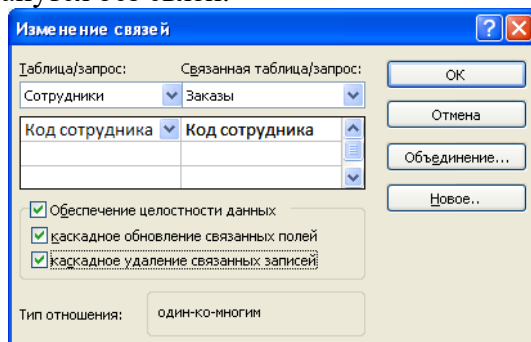 Изменение связей
Таблица/запрос: Связанная таблица/запрос:
Сотрудники Заказы
Код сотрудника Код сотрудника
Обеспечение целостности данных
каскадное обновление связанных полей
каскадное удаление связанных записей
Тип отношения: один-ко-многим
ОК
Отмена
Объединение...
Новое..